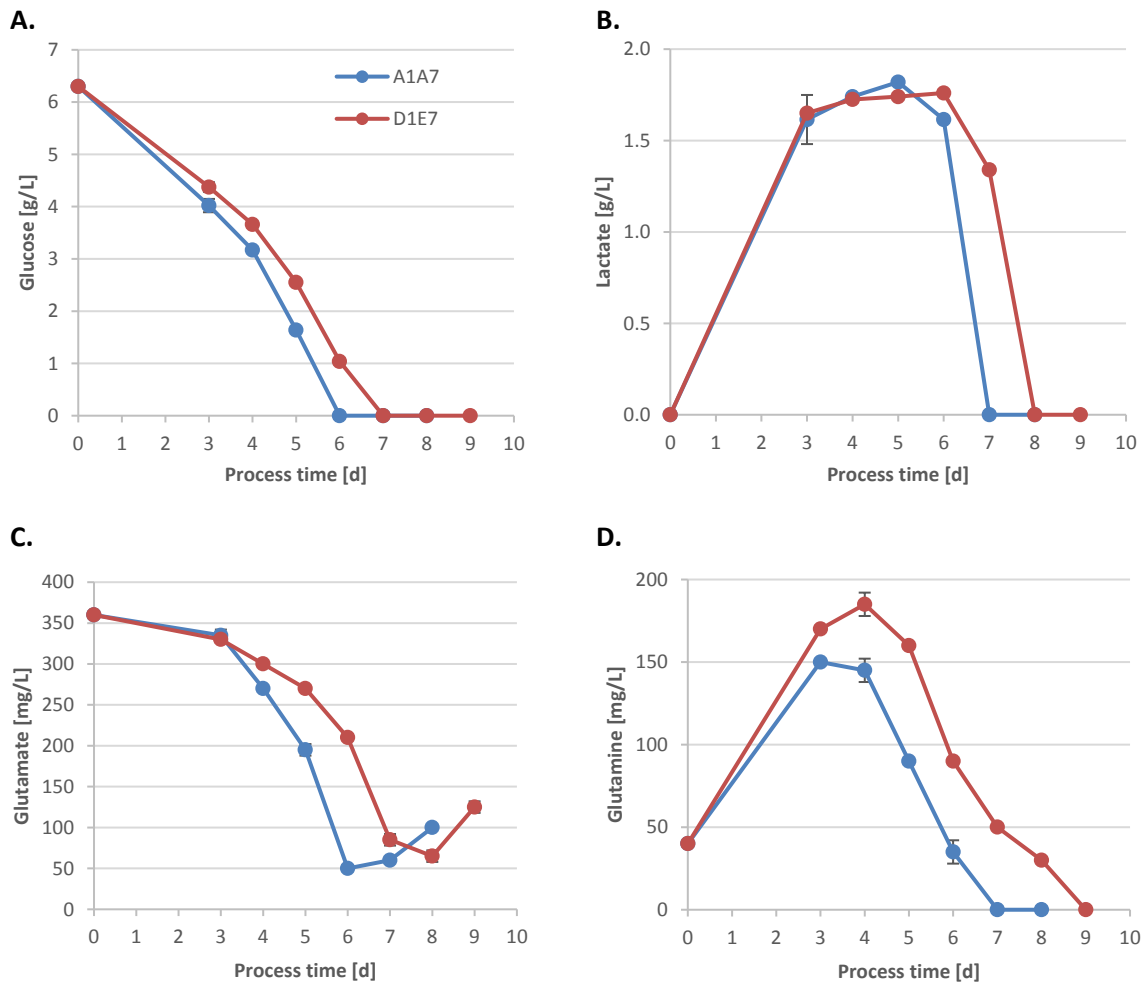 A.
7
6
5
4
3
2
1
0
Glucose [g/L]
0 1 2 3 4 5 6 7 8 9 10
Process time [d]
A1A7
D1E7
B.
2.0
1.5
1.0
0.5
0.0
Lactate [g/L]
0 1 2 3 4 5 6 7 8 9 10
Process time [d]
C.
400
350
300
250
200
150
100
50
0
Glutamate [mg/L]
0 1 2 3 4 5 6 7 8 9 10
Process time [d]
D.
200
150
100
50
0
Glutamine [mg/L]
0 1 2 3 4 5 6 7 8 9 10
Process time [d]